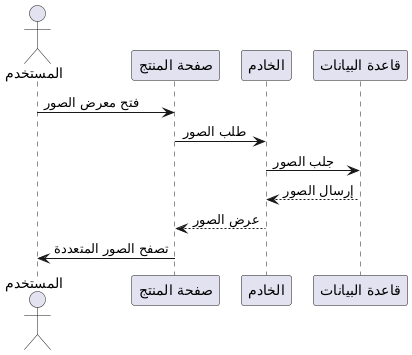 المستخدم
صفحة المنتج
الخادم
قاعدة البيانات
فتح معرض الصور
طلب الصور
جلب الصور
إرسال الصور
عرض الصور
تصفح الصور المتعددة
المستخدم
صفحة المنتج
الخادم
قاعدة البيانات